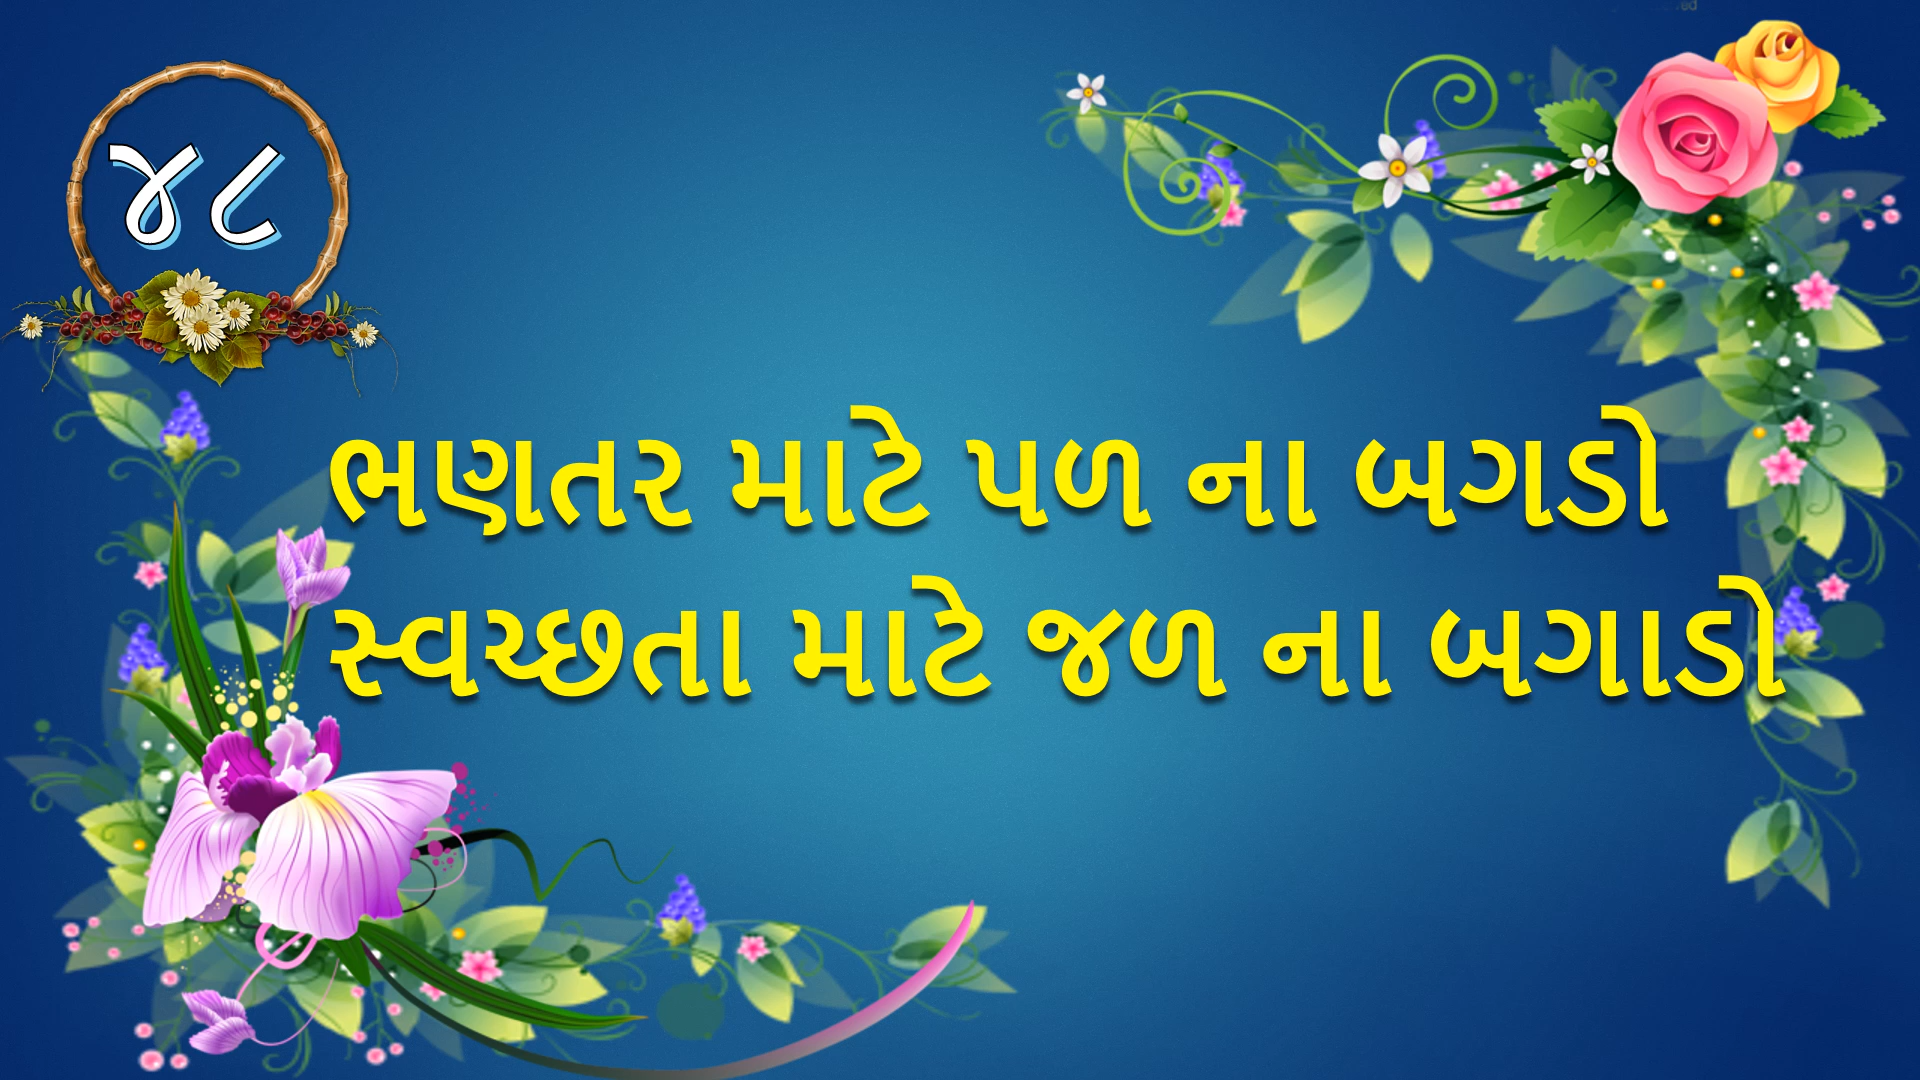 ૪૮
ભણતર માટે પળ ના બગડો
સ્વચ્છતા માટે જળ ના બગાડો